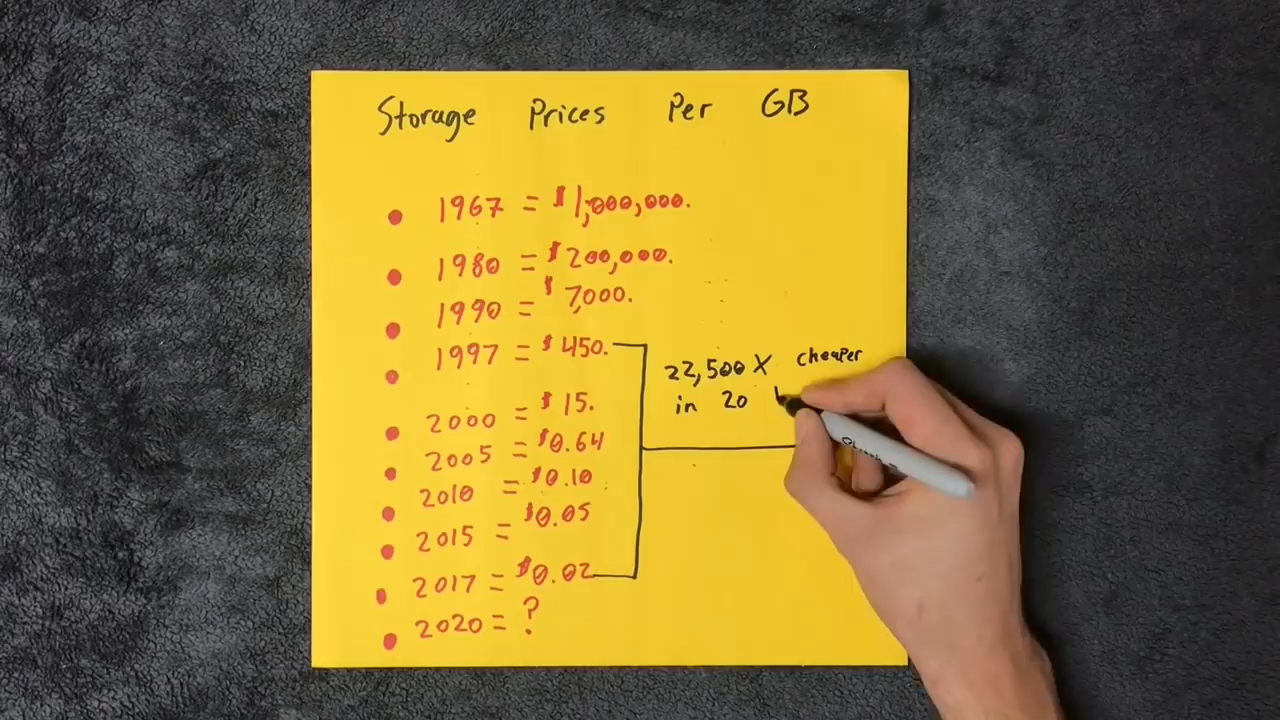 Storage Prices Per GB
• 1967 = $1,000,000.
• 1980 = $200,000.
• 1990 = $7,000.
• 1997 = $450.
22,500 X cheaper
in 20
• 2000 = $15.
• 2005 = $0.64
• 2010 = $0.10
• 2015 = $0.05
• 2017 = $0.02
• 2020 = ?